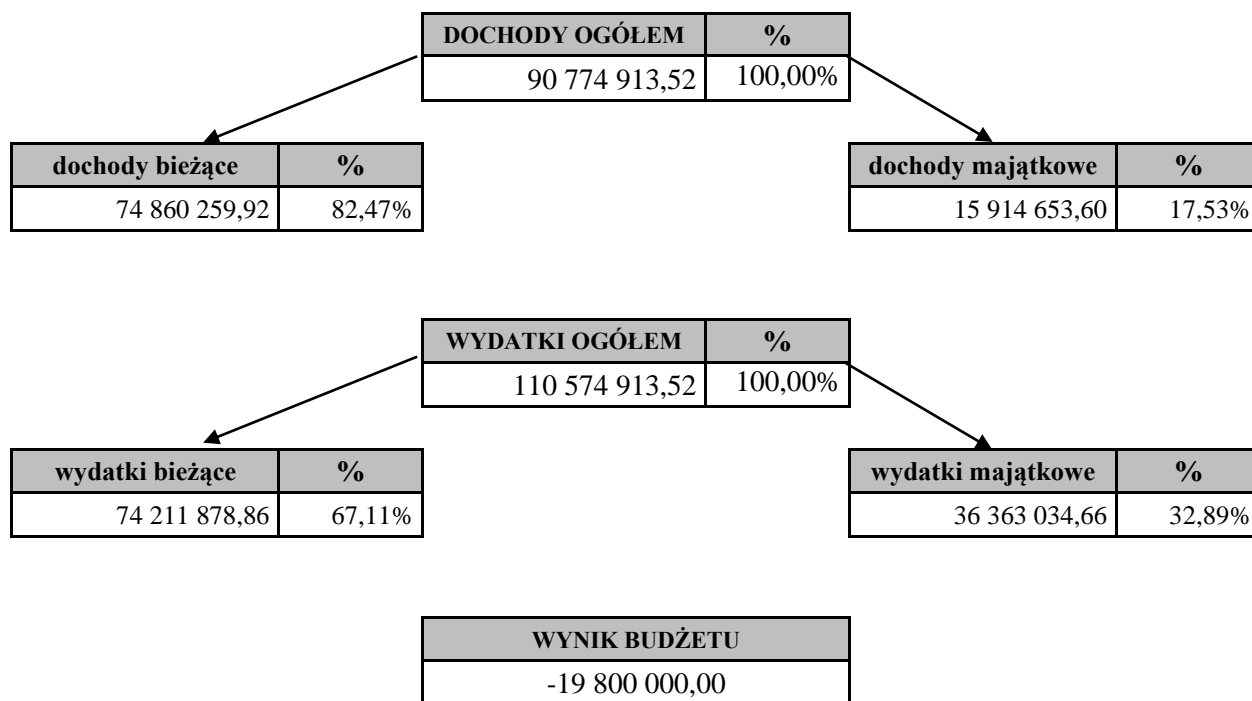 DOCHODY OGÓŁEM %
90 774 913,52 100,00%
dochody bieżące % dochody majątkowe %
74 860 259,92 82,47% 15 914 653,60 17,53%
WYDATKI OGÓŁEM %
110 574 913,52 100,00%
wydatki bieżące % wydatki majątkowe %
74 211 878,86 67,11% 36 363 034,66 32,89%
WYNIK BUDŻETU
-19 800 000,00